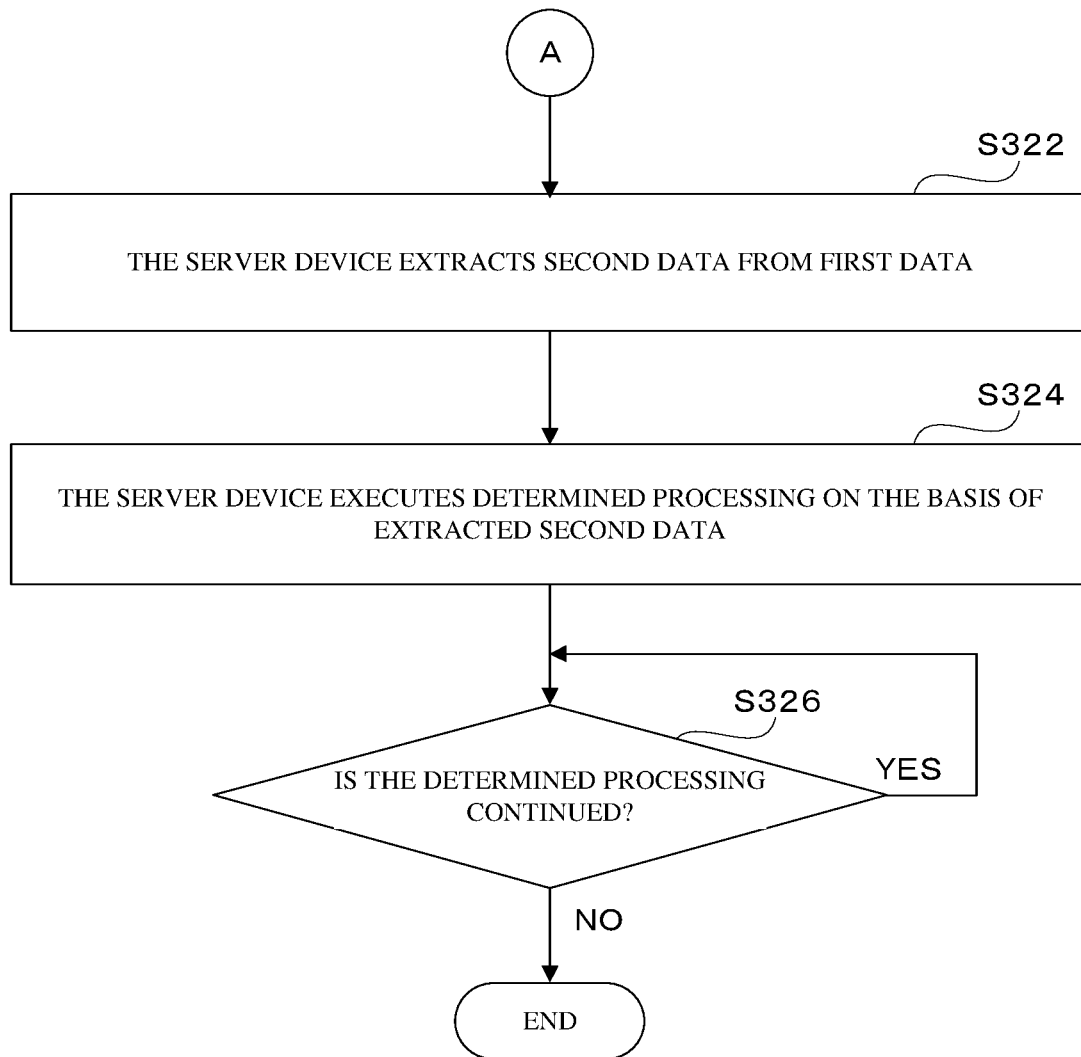 A
S322
THE SERVER DEVICE EXTRACTS SECOND DATA FROM FIRST DATA
S324
THE SERVER DEVICE EXECUTES DETERMINED PROCESSING ON THE BASIS OF
EXTRACTED SECOND DATA
S326
IS THE DETERMINED PROCESSING
CONTINUED?
YES
NO
END